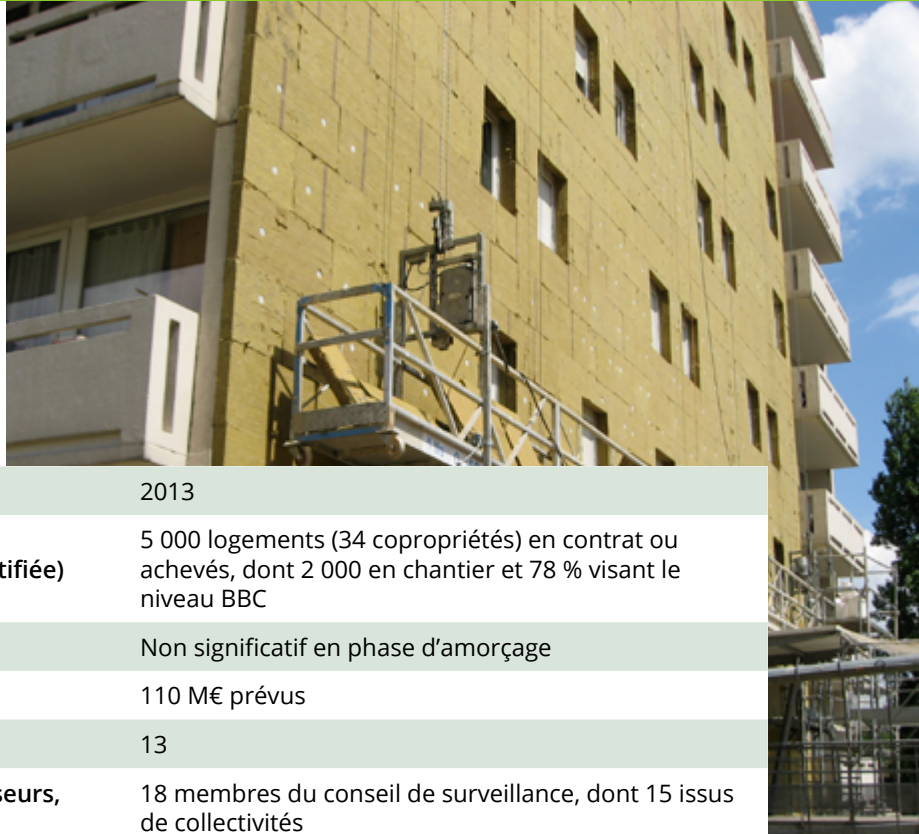 2013
5 000 logements (34 copropriétés) en contrat ou
tifiée) achevés, dont 2 000 en chantier et 78 % visant le
niveau BBC
Non significatif en phase d’amorçage
110 M€ prévus
13
seurs, 18 membres du conseil de surveillance, dont 15 issus
de collectivités